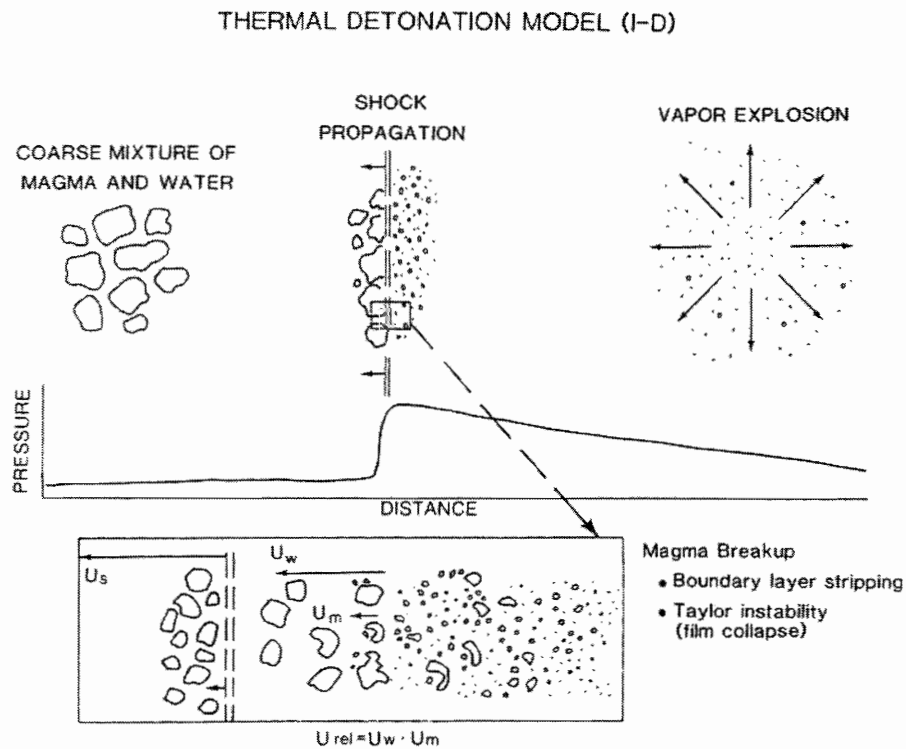 THERMAL DETONATION MODEL (I-D)
COARSE MIXTURE OF
MAGMA AND WATER
SHOCK
PROPAGATION
VAPOR EXPLOSION
PRESSURE
DISTANCE
Us
Uw
Um
Magma Breakup
• Boundary layer stripping
• Taylor instability
(film collapse)
Urel = Uw · Um